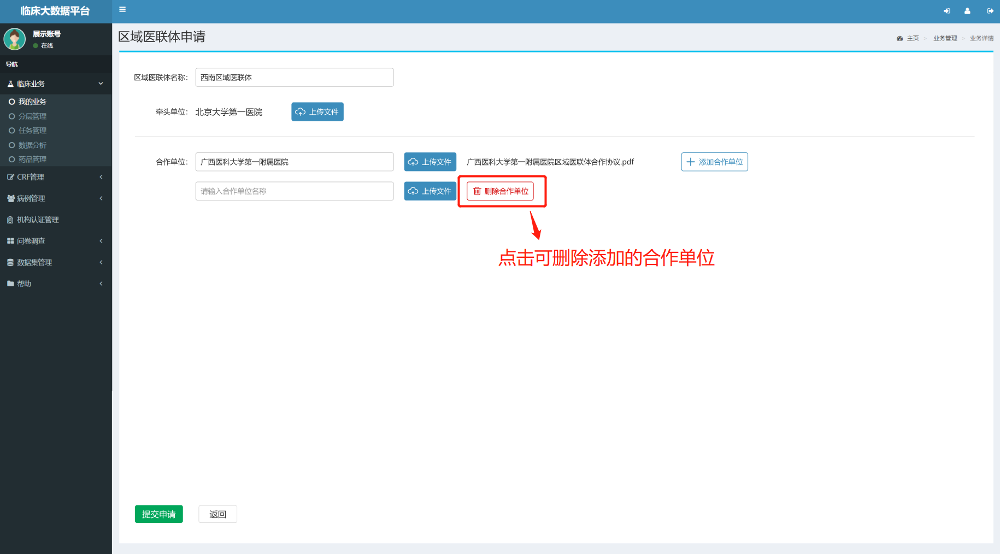 临床大数据平台
展示账号
在线
导航
临床业务
我的业务
分层管理
任务管理
数据分析
药品管理
CRF管理
病例管理
机构认证管理
问卷调查
数据集管理
帮助
区域医联体申请
主页 > 业务管理 > 业务详情
区域医联体名称： 西南区域医联体
牵头单位： 北京大学第一医院 上传文件
合作单位： 广西医科大学第一附属医院 上传文件 广西医科大学第一附属医院区域医联体合作协议.pdf 添加合作单位
请输入合作单位名称 上传文件 删除合作单位
点击可删除添加的合作单位
提交申请 返回